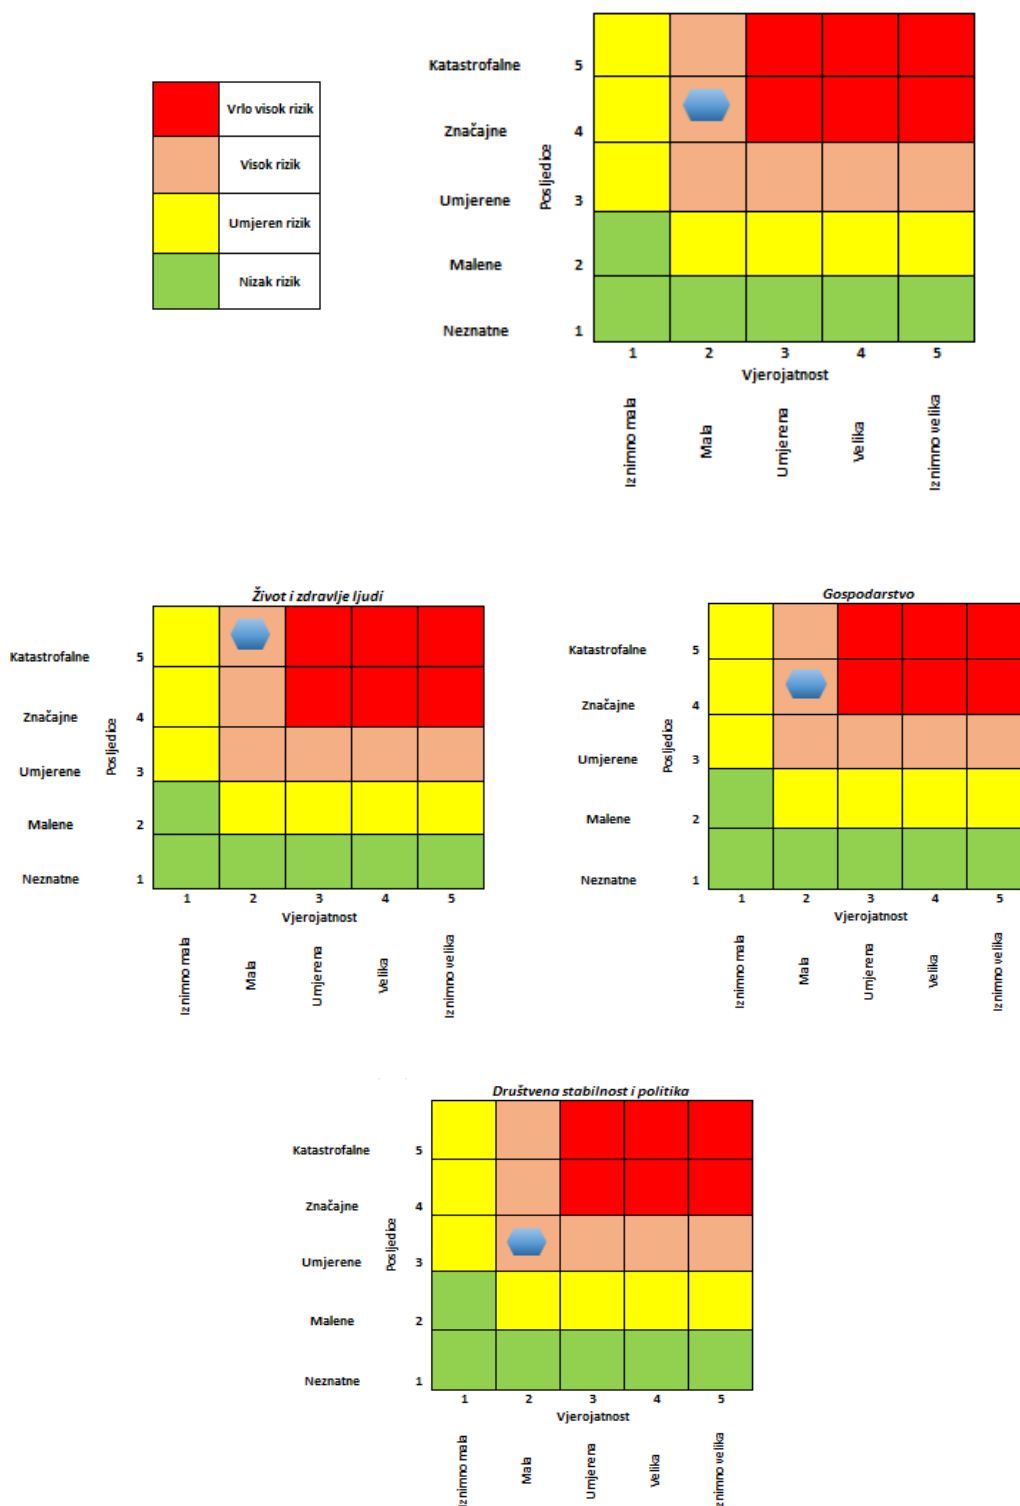 Vrlo visok rizik
Visok rizik
Umjeren rizik
Nizak rizik
Katastrofalne 5
Značajne 4
Umjerene 3
Malene 2
Neznatne 1
Posljedice
1 2 3 4 5
Vjerojatnost
Iznimno mala
Mala
Umjerena
Velika
Iznimno velika
Život i zdravlje ljudi
Katastrofalne 5
Značajne 4
Umjerene 3
Malene 2
Neznatne 1
Posljedice
1 2 3 4 5
Vjerojatnost
Iznimno mala
Mala
Umjerena
Velika
Iznimno velika
Gospodarstvo
Katastrofalne 5
Značajne 4
Umjerene 3
Malene 2
Neznatne 1
Posljedice
1 2 3 4 5
Vjerojatnost
Iznimno mala
Mala
Umjerena
Velika
Iznimno velika
Društvena stabilnost i politika
Katastrofalne 5
Značajne 4
Umjerene 3
Malene 2
Neznatne 1
Posljedice
1 2 3 4 5
Vjerojatnost
Iznimno mala
Mala
Umjerena
Velika
Iznimno velika